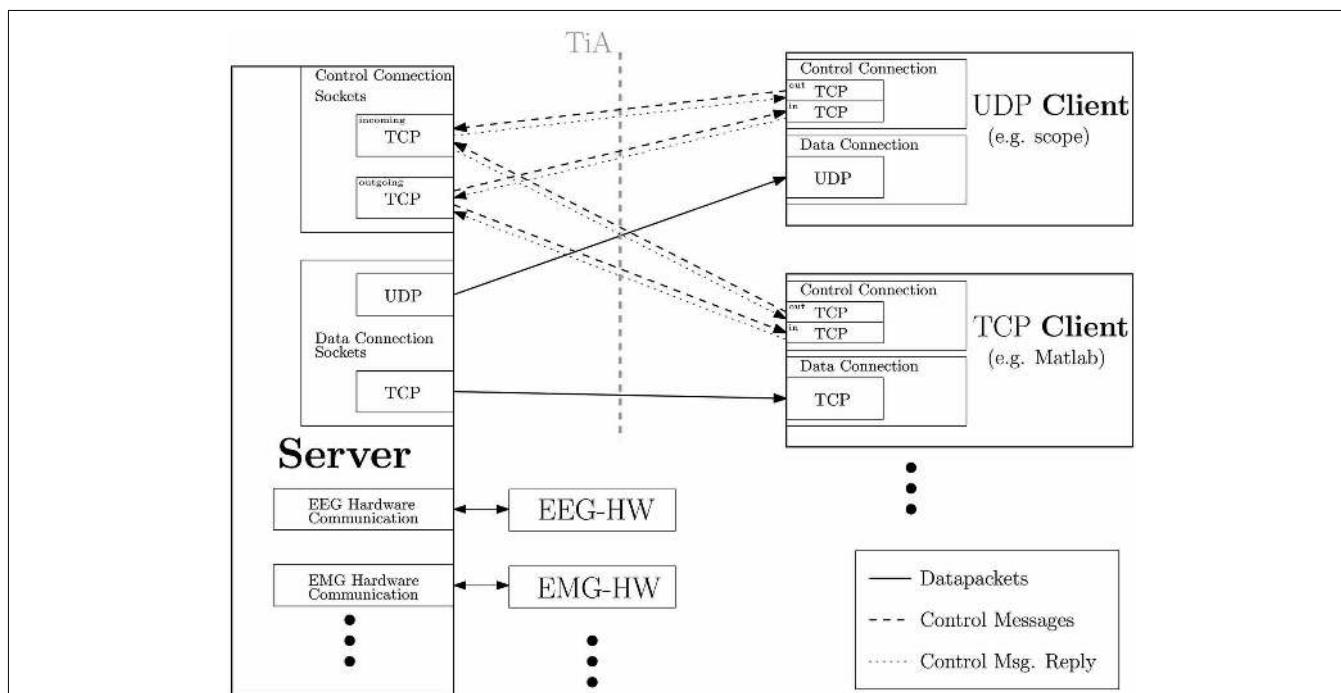 TiA
Control Connection
Sockets
incoming
TCP
outgoing
TCP
UDP
Data Connection
Sockets
TCP
Server
EEG Hardware
Communication
EEG-HW
EMG Hardware
Communication
EMG-HW
Control Connection
out
TCP
in
TCP
Data Connection
UDP
UDP Client
(e.g. scope)
Control Connection
out
TCP
in
TCP
Data Connection
TCP
TCP Client
(e.g. Matlab)
Datapackets
Control Messages
Control Msg. Reply